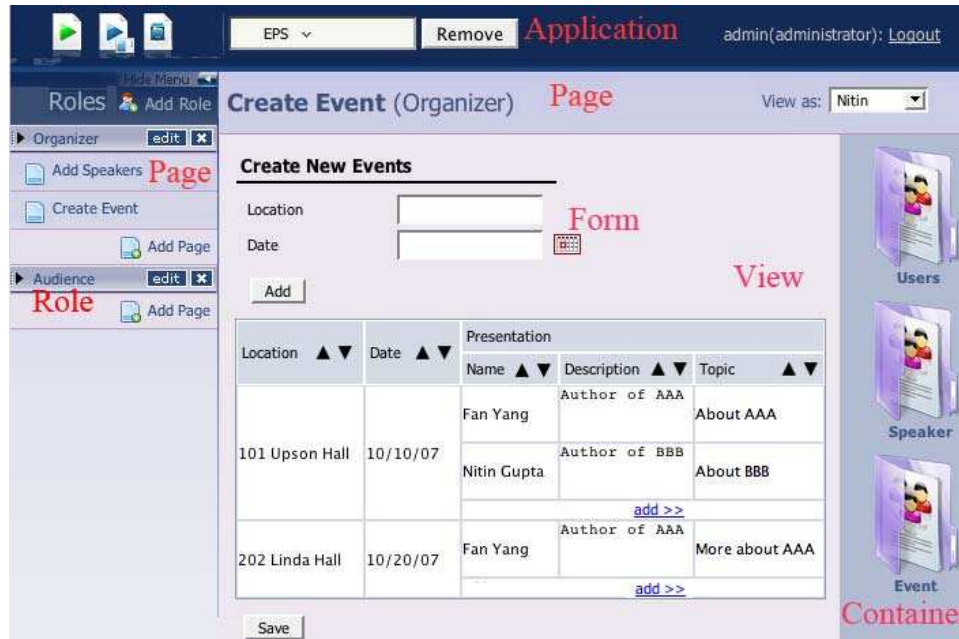 EPS
Remove
Application
admin(administrator): Logout
Hide Menu
Roles
Add Role
Create Event (Organizer)
Page
View as:
Nitin
Organizer
edit
Add Speakers
Page
Create Event
Add Page
Audience
edit
Role
Add Page
Create New Events
Location
Date
Form
Add
View
Location
Date
Presentation
Name
Description
Topic
101 Upson Hall
10/10/07
Fan Yang
Author of AAA
About AAA
Nitin Gupta
Author of BBB
About BBB
add >>
202 Linda Hall
10/20/07
Fan Yang
Author of AAA
More about AAA
add >>
Save
Users
Speaker
Event
Containe